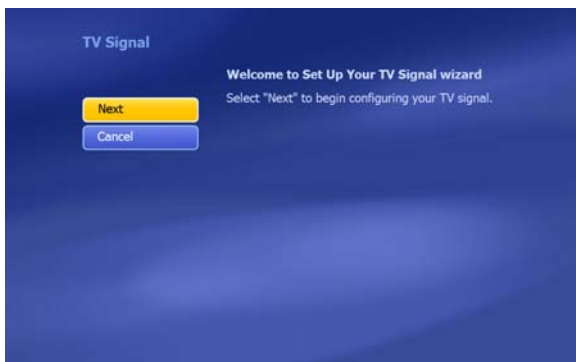 TV Signal
Welcome to Set Up Your TV Signal wizard
Select "Next" to begin configuring your TV signal.
Next
Cancel